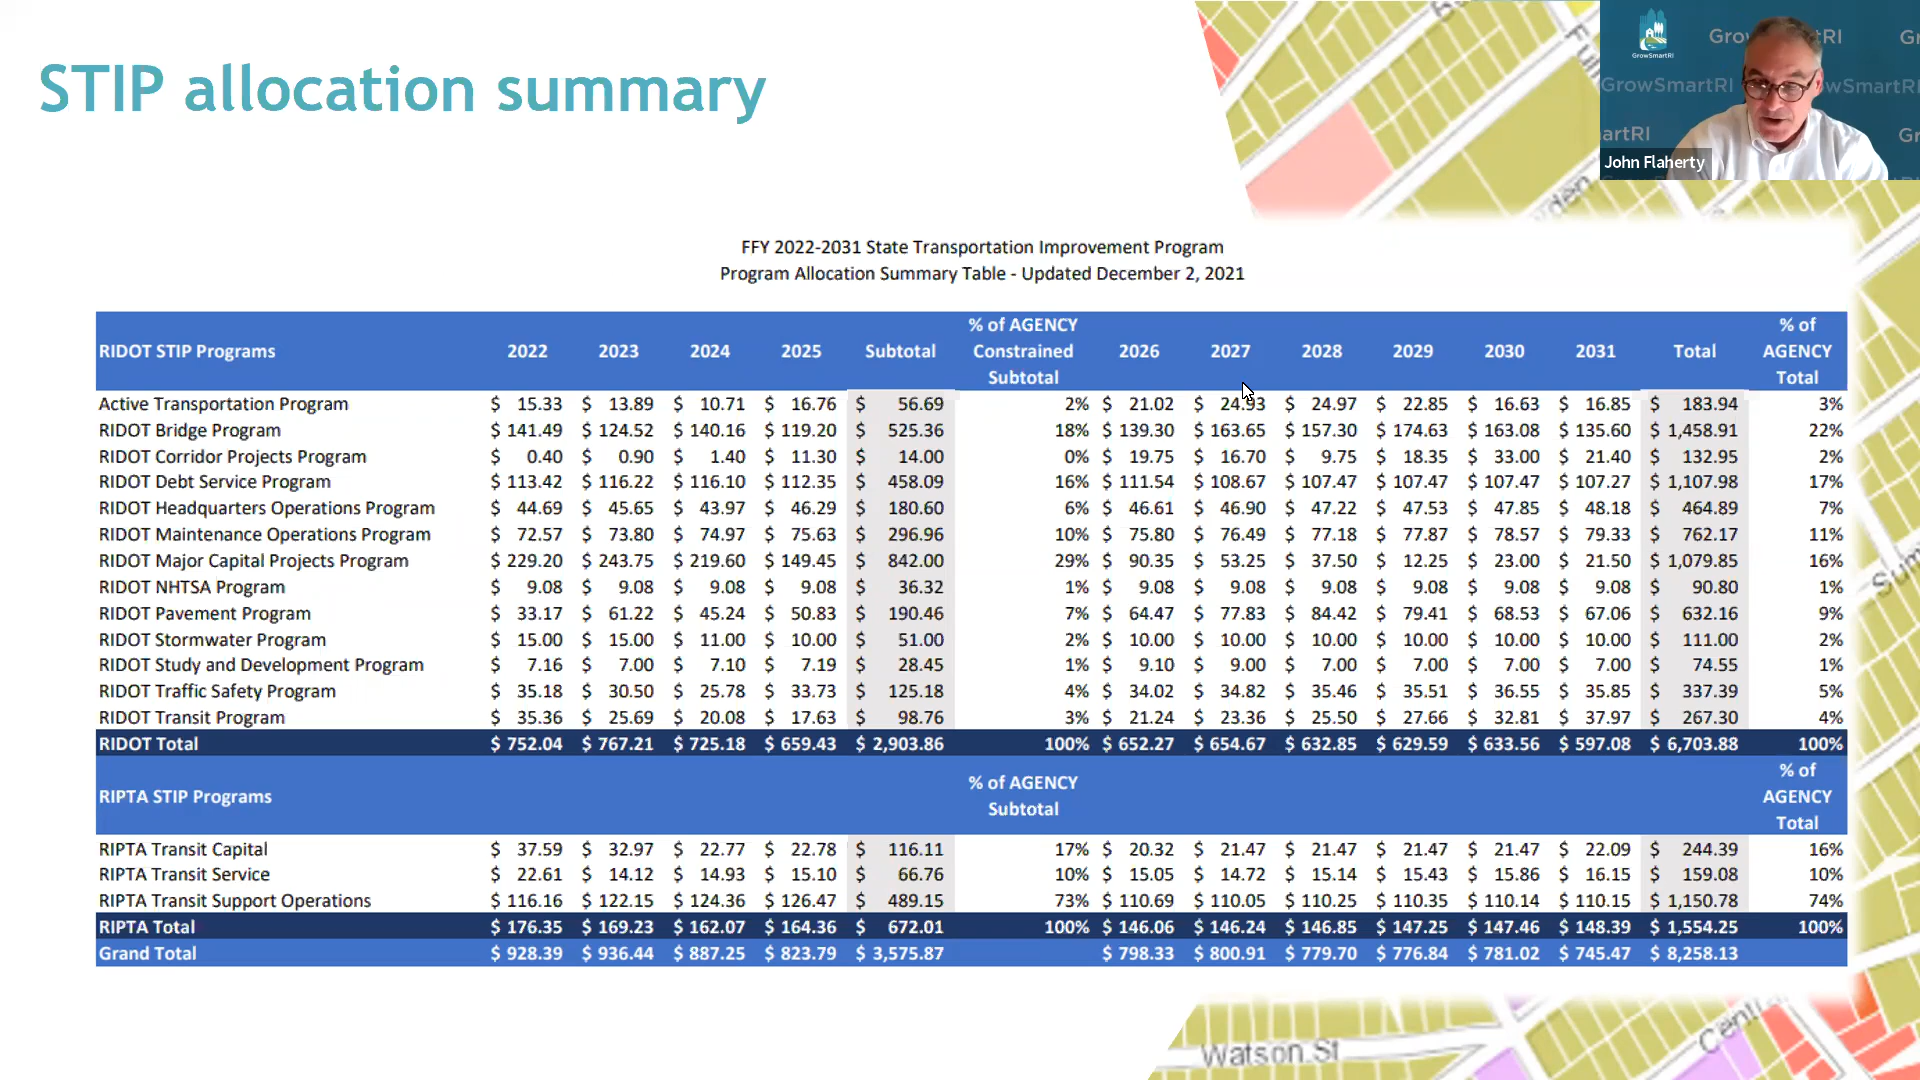 STIP allocation summary
GrowSmartRI
GrowSmartRI
John Flaherty
FFY 2022-2031 State Transportation Improvement Program
Program Allocation Summary Table - Updated December 2, 2021
RIDOT STIP Programs 2022 2023 2024 2025 Subtotal % of AGENCY Constrained Subtotal 2026 2027 2028 2029 2030 2031 Total % of AGENCY Total
Active Transportation Program $ 15.33 $ 13.89 $ 10.71 $ 16.76 $ 56.69 2% $ 21.02 $ 24.93 $ 24.97 $ 22.85 $ 16.63 $ 16.85 $ 183.94 3%
RIDOT Bridge Program $ 141.49 $ 124.52 $ 140.16 $ 119.20 $ 525.36 18% $ 139.30 $ 163.65 $ 157.30 $ 174.63 $ 163.08 $ 135.60 $ 1,458.91 22%
RIDOT Corridor Projects Program $ 0.40 $ 0.90 $ 1.40 $ 11.30 $ 14.00 0% $ 19.75 $ 16.70 $ 9.75 $ 18.35 $ 33.00 $ 21.40 $ 132.95 2%
RIDOT Debt Service Program $ 113.42 $ 116.22 $ 116.10 $ 112.35 $ 458.09 16% $ 111.54 $ 108.67 $ 107.47 $ 107.47 $ 107.47 $ 107.27 $ 1,107.98 17%
RIDOT Headquarters Operations Program $ 44.69 $ 45.65 $ 43.97 $ 46.29 $ 180.60 6% $ 46.61 $ 46.90 $ 47.22 $ 47.53 $ 47.85 $ 48.18 $ 464.89 7%
RIDOT Maintenance Operations Program $ 72.57 $ 73.80 $ 74.97 $ 75.63 $ 296.96 10% $ 75.80 $ 76.49 $ 77.18 $ 77.87 $ 78.57 $ 79.33 $ 762.17 11%
RIDOT Major Capital Projects Program $ 229.20 $ 243.75 $ 219.60 $ 149.45 $ 842.00 29% $ 90.35 $ 53.25 $ 37.50 $ 12.25 $ 23.00 $ 21.50 $ 1,079.85 16%
RIDOT NHTSA Program $ 9.08 $ 9.08 $ 9.08 $ 9.08 $ 36.32 1% $ 9.08 $ 9.08 $ 9.08 $ 9.08 $ 9.08 $ 9.08 $ 90.80 1%
RIDOT Pavement Program $ 33.17 $ 61.22 $ 45.24 $ 50.83 $ 190.46 7% $ 64.47 $ 77.83 $ 84.42 $ 79.41 $ 68.53 $ 67.06 $ 632.16 9%
RIDOT Stormwater Program $ 15.00 $ 15.00 $ 11.00 $ 10.00 $ 51.00 2% $ 10.00 $ 10.00 $ 10.00 $ 10.00 $ 10.00 $ 10.00 $ 111.00 2%
RIDOT Study and Development Program $ 7.16 $ 7.00 $ 7.10 $ 7.19 $ 28.45 1% $ 9.10 $ 9.00 $ 7.00 $ 7.00 $ 7.00 $ 7.00 $ 74.55 1%
RIDOT Traffic Safety Program $ 35.18 $ 30.50 $ 25.78 $ 33.73 $ 125.18 4% $ 34.02 $ 34.82 $ 35.46 $ 35.51 $ 36.55 $ 35.85 $ 337.39 5%
RIDOT Transit Program $ 35.36 $ 25.69 $ 20.08 $ 17.63 $ 98.76 3% $ 21.24 $ 23.36 $ 25.50 $ 27.66 $ 32.81 $ 37.97 $ 267.30 4%
RIDOT Total $ 752.04 $ 767.21 $ 725.18 $ 659.43 $ 2,903.86 100% $ 652.27 $ 654.67 $ 632.85 $ 629.59 $ 633.56 $ 597.08 $ 6,703.88 100%
RIPTA STIP Programs % of AGENCY Subtotal % of AGENCY Total
RIPTA Transit Capital $ 37.59 $ 32.97 $ 22.77 $ 22.78 $ 116.11 17% $ 20.32 $ 21.47 $ 21.47 $ 21.47 $ 21.47 $ 22.09 $ 244.39 16%
RIPTA Transit Service $ 22.61 $ 14.12 $ 14.93 $ 15.10 $ 66.76 10% $ 15.05 $ 14.72 $ 15.14 $ 15.43 $ 15.86 $ 16.15 $ 159.08 10%
RIPTA Transit Support Operations $ 116.16 $ 122.15 $ 124.36 $ 126.47 $ 489.15 73% $ 110.69 $ 110.05 $ 110.25 $ 110.35 $ 110.14 $ 110.15 $ 1,150.78 74%
RIPTA Total $ 176.35 $ 169.23 $ 162.07 $ 164.36 $ 672.01 100% $ 146.06 $ 146.24 $ 146.85 $ 147.25 $ 147.46 $ 148.39 $ 1,554.25 100%
Grand Total $ 928.39 $ 936.44 $ 887.25 $ 823.79 $ 3,575.87 $ 798.33 $ 800.91 $ 779.70 $ 776.84 $ 781.02 $ 745.47 $ 8,258.13
Watson St